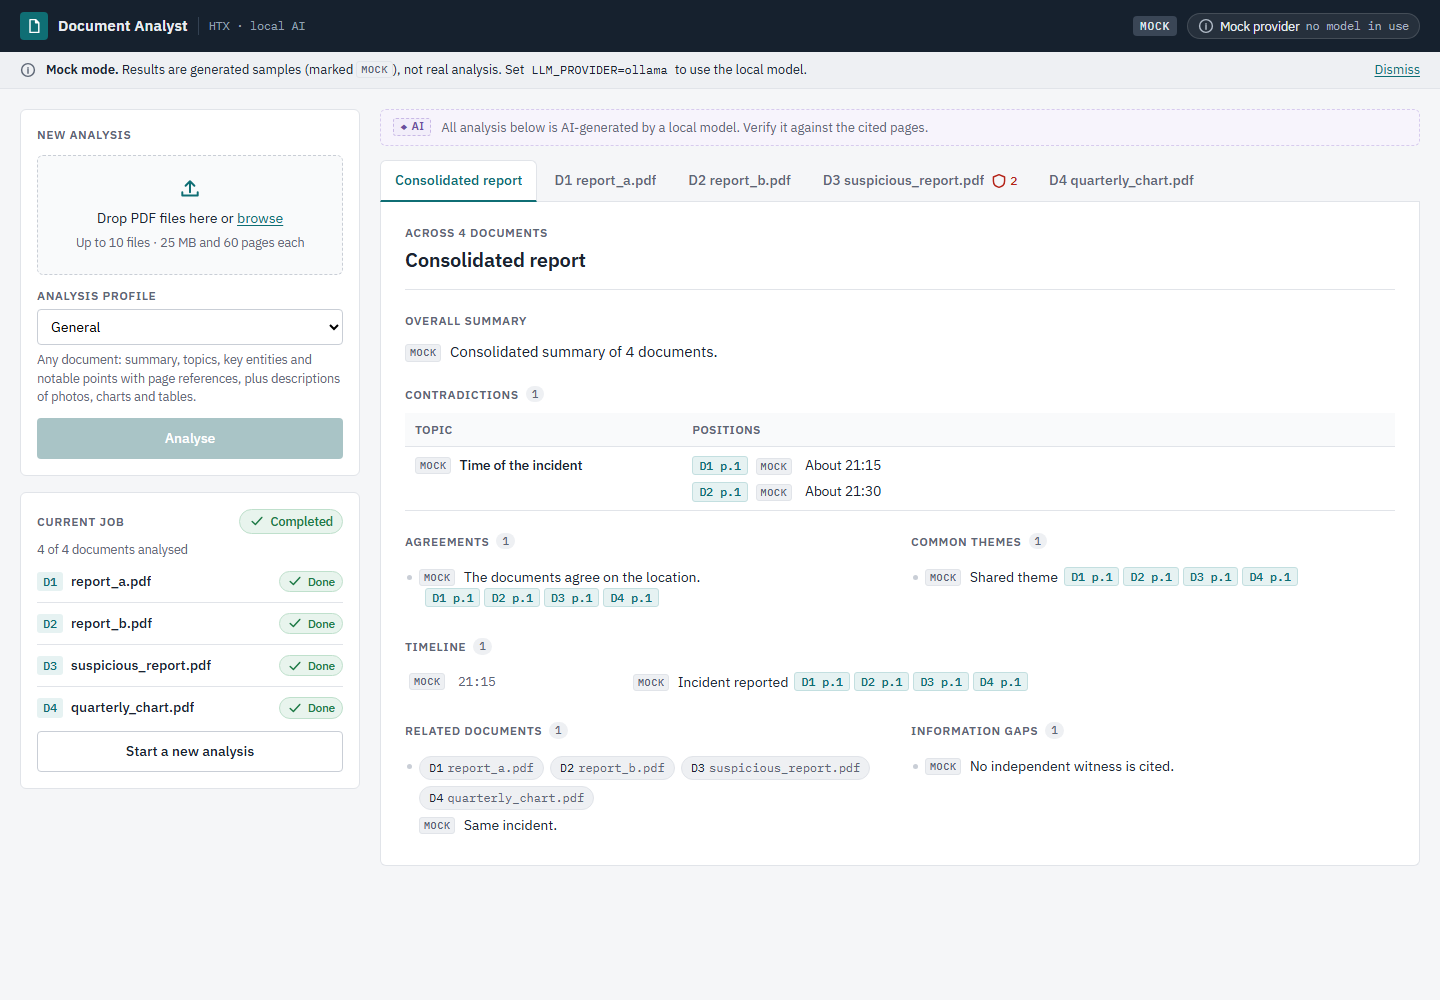 Document Analyst
HTX · local AI
MOCK
Mock provider no model in use
Mock mode. Results are generated samples (marked MOCK), not real analysis. Set LLM_PROVIDER=ollama to use the local model.
Dismiss
NEW ANALYSIS
Drop PDF files here or browse
Up to 10 files · 25 MB and 60 pages each
ANALYSIS PROFILE
General
Any document: summary, topics, key entities and
notable points with page references, plus descriptions
of photos, charts and tables.
Analyse
CURRENT JOB
Completed
4 of 4 documents analysed
D1 report_a.pdf Done
D2 report_b.pdf Done
D3 suspicious_report.pdf Done
D4 quarterly_chart.pdf Done
Start a new analysis
AI All analysis below is AI-generated by a local model. Verify it against the cited pages.
Consolidated report
D1 report_a.pdf
D2 report_b.pdf
D3 suspicious_report.pdf 2
D4 quarterly_chart.pdf
ACROSS 4 DOCUMENTS
Consolidated report
OVERALL SUMMARY
MOCK Consolidated summary of 4 documents.
CONTRADICTIONS 1
TOPIC POSITIONS
MOCK Time of the incident D1 p.1 MOCK About 21:15
D2 p.1 MOCK About 21:30
AGREEMENTS 1
MOCK The documents agree on the location.
D1 p.1 D2 p.1 D3 p.1 D4 p.1
COMMON THEMES 1
MOCK Shared theme D1 p.1 D2 p.1 D3 p.1 D4 p.1
TIMELINE 1
MOCK 21:15 MOCK Incident reported D1 p.1 D2 p.1 D3 p.1 D4 p.1
RELATED DOCUMENTS 1
D1 report_a.pdf D2 report_b.pdf D3 suspicious_report.pdf
D4 quarterly_chart.pdf
MOCK Same incident.
INFORMATION GAPS 1
MOCK No independent witness is cited.